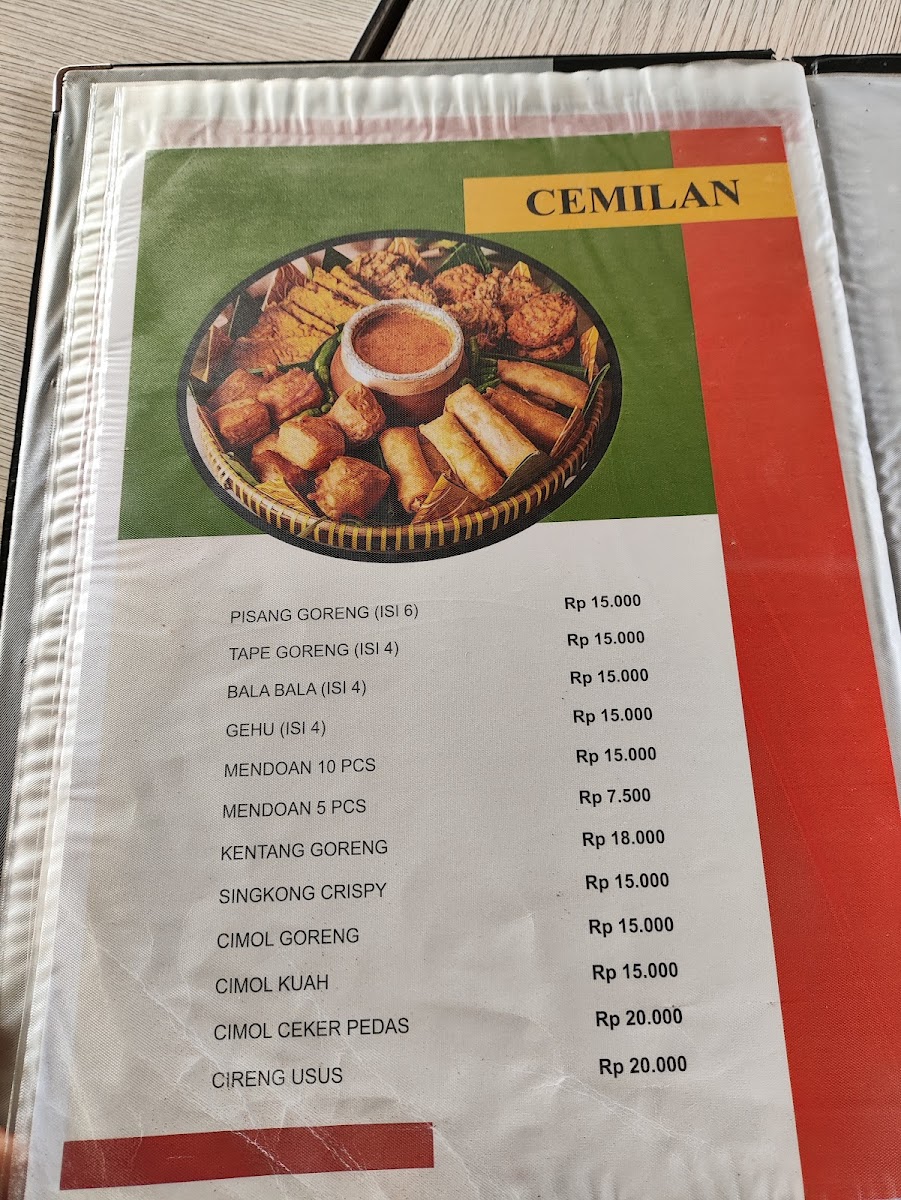 CEMILAN
PISANG GORENG (ISI 6) Rp 15.000
TAPE GORENG (ISI 4) Rp 15.000
BALA BALA (ISI 4) Rp 15.000
GEHU (ISI 4) Rp 15.000
MENDOAN 10 PCS Rp 15.000
MENDOAN 5 PCS Rp 7.500
KENTANG GORENG Rp 18.000
SINGKONG CRISPY Rp 15.000
CIMOL GORENG Rp 15.000
CIMOL KUAH Rp 15.000
CIMOL CEKER PEDAS Rp 20.000
CIRENG USUS Rp 20.000